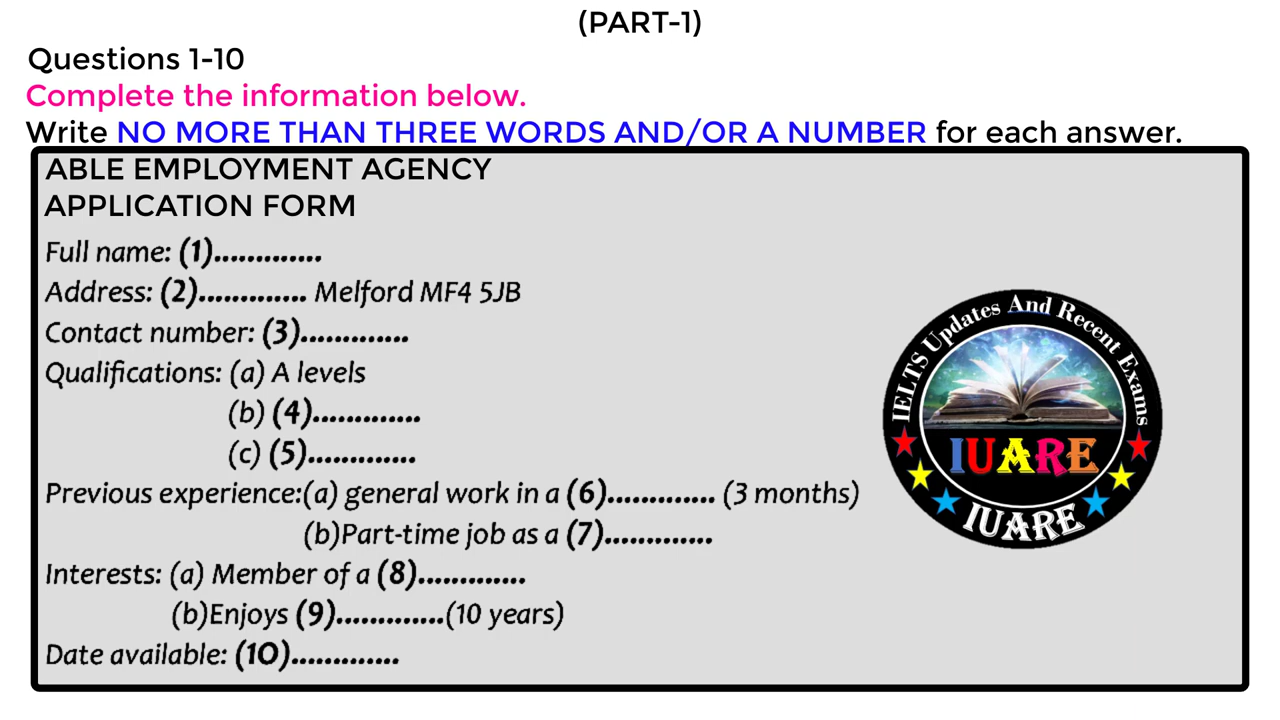 (PART-1)
Questions 1-10
Complete the information below.
Write NO MORE THAN THREE WORDS AND/OR A NUMBER for each answer.
ABLE EMPLOYMENT AGENCY
APPLICATION FORM
Full name: (1).............
Address: (2)............. Melford MF4 5JB
Contact number: (3).............
Qualifications: (a) A levels
(b) (4).............
(c) (5).............
Previous experience:(a) general work in a (6)............. (3 months)
(b)Part-time job as a (7).............
Interests: (a) Member of a (8).............
(b)Enjoys (9).............(10 years)
Date available: (10).............
IELTS Updates And Recent Exams
IUARE
IUARE